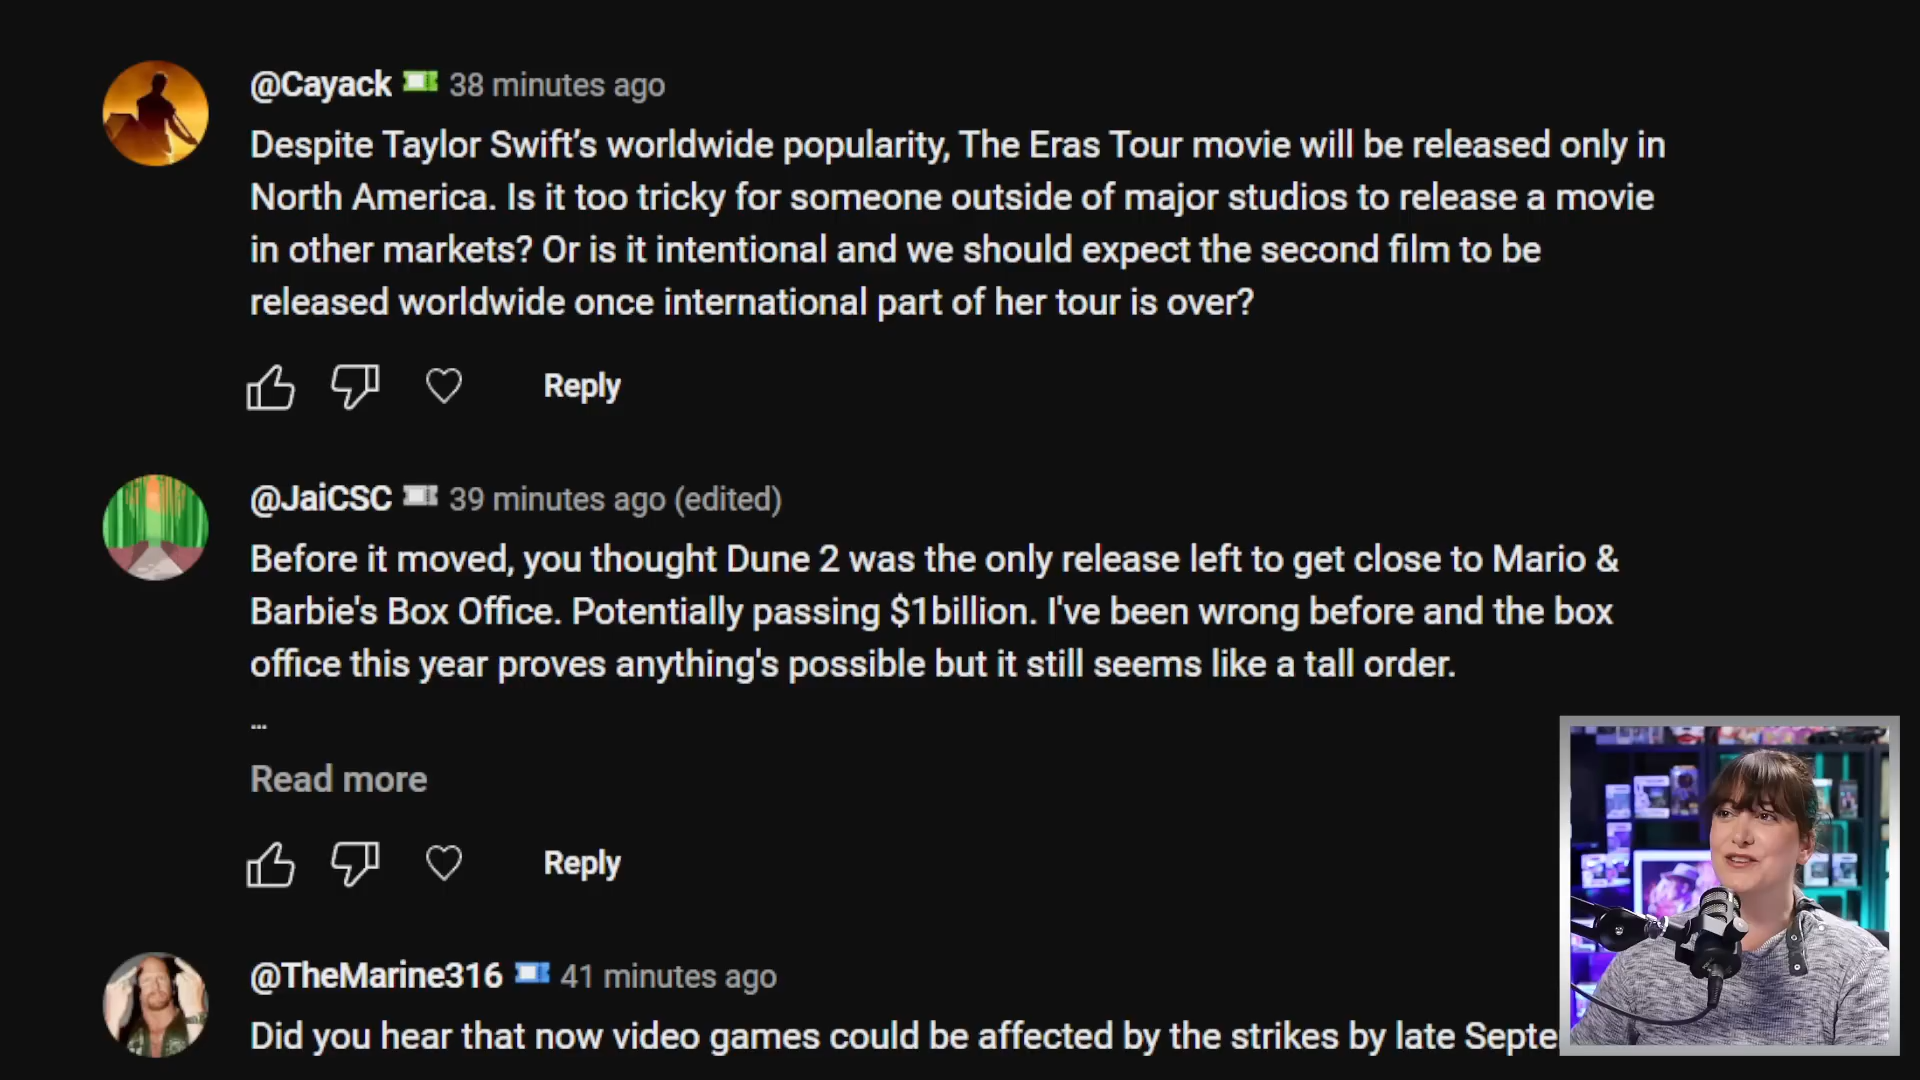 @Cayack 38 minutes ago
Despite Taylor Swift’s worldwide popularity, The Eras Tour movie will be released only in
North America. Is it too tricky for someone outside of major studios to release a movie
in other markets? Or is it intentional and we should expect the second film to be
released worldwide once international part of her tour is over?
Reply
@JaiCSC 39 minutes ago (edited)
Before it moved, you thought Dune 2 was the only release left to get close to Mario &
Barbie's Box Office. Potentially passing $1billion. I've been wrong before and the box
office this year proves anything's possible but it still seems like a tall order.
...
Read more
Reply
@TheMarine316 41 minutes ago
Did you hear that now video games could be affected by the strikes by late Septe